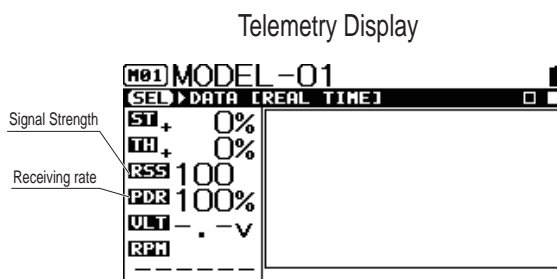 Telemetry Display
M01 MODEL-01
SEL DATA [REAL TIME]
ST + 0%
Signal Strength
TH + 0%
RSS 100
Receiving rate
PDR 100%
VLT -.-v
RPM
------